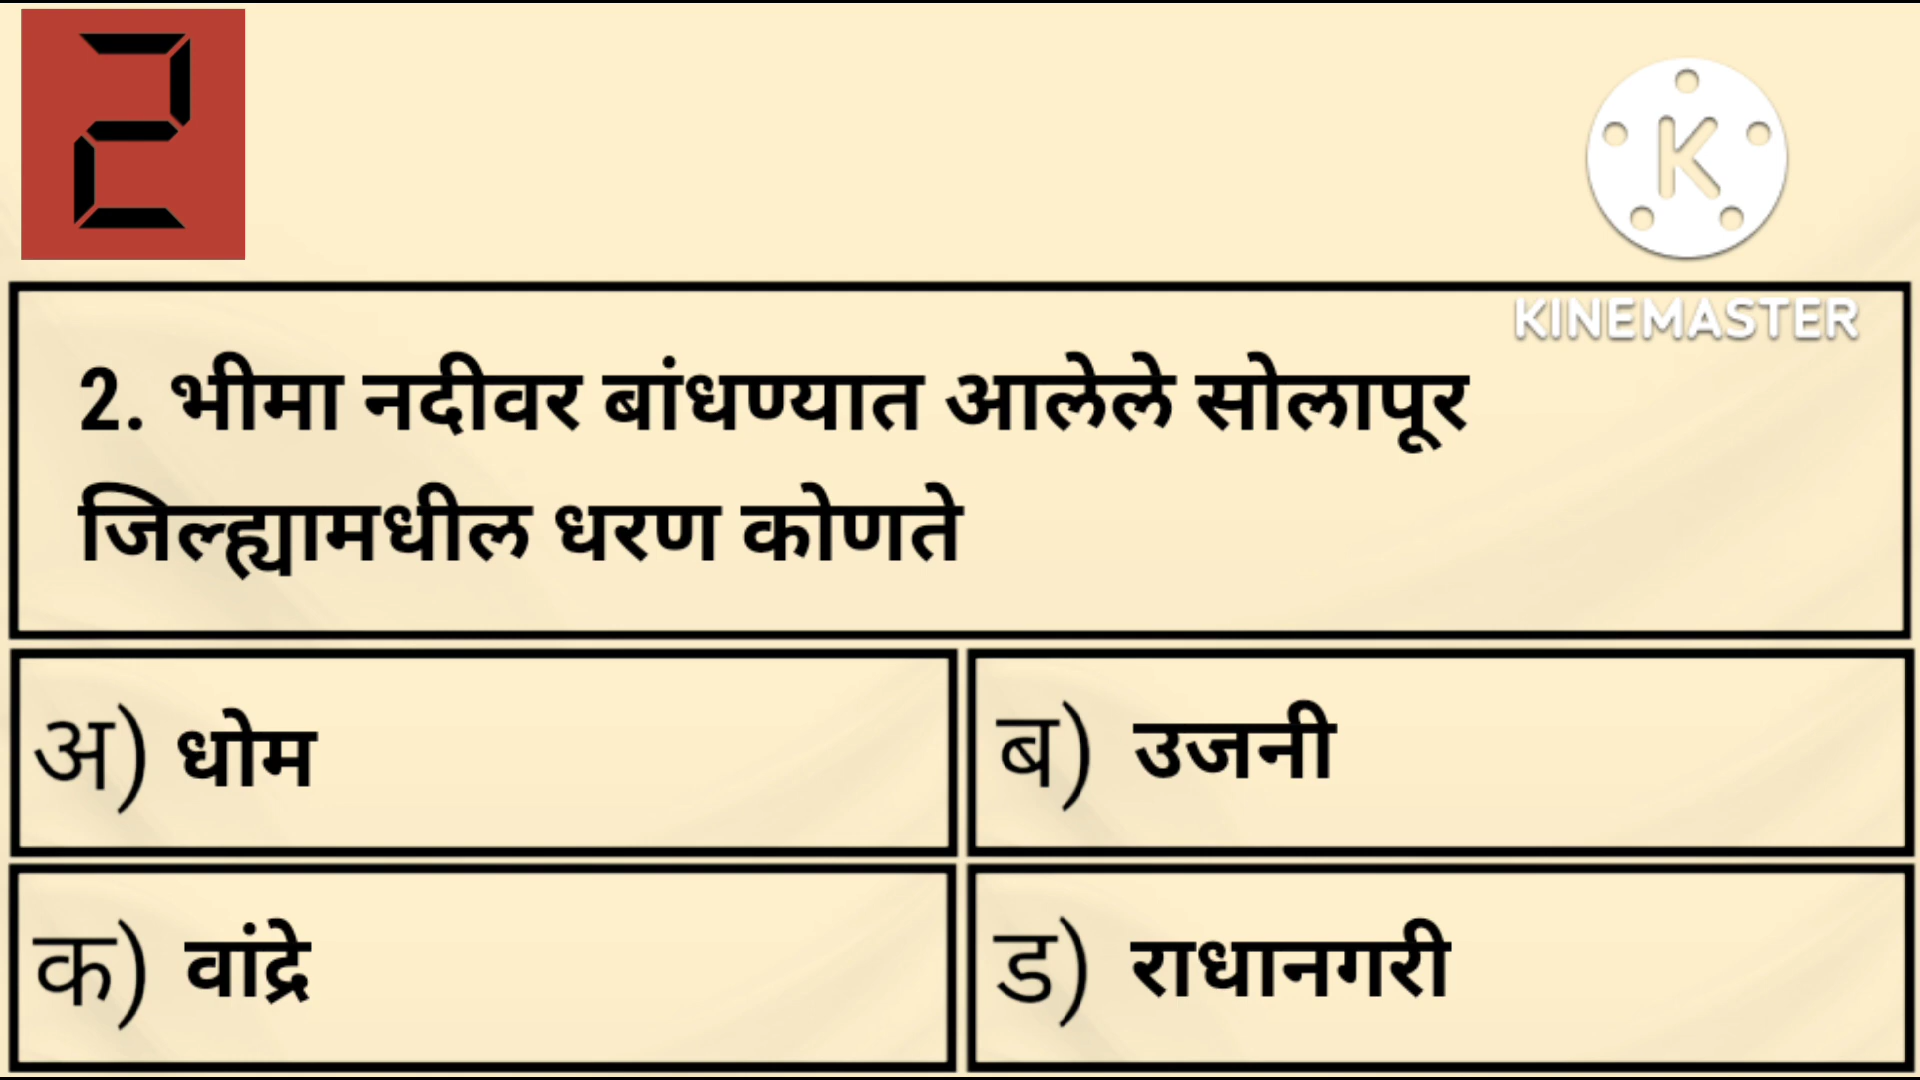 2
K
KINEMASTER
2. भीमा नदीवर बांधण्यात आलेले सोलापूर
जिल्ह्यामधील धरण कोणते
अ) धोम
ब) उजनी
क) वांद्रे
ड) राधानगरी